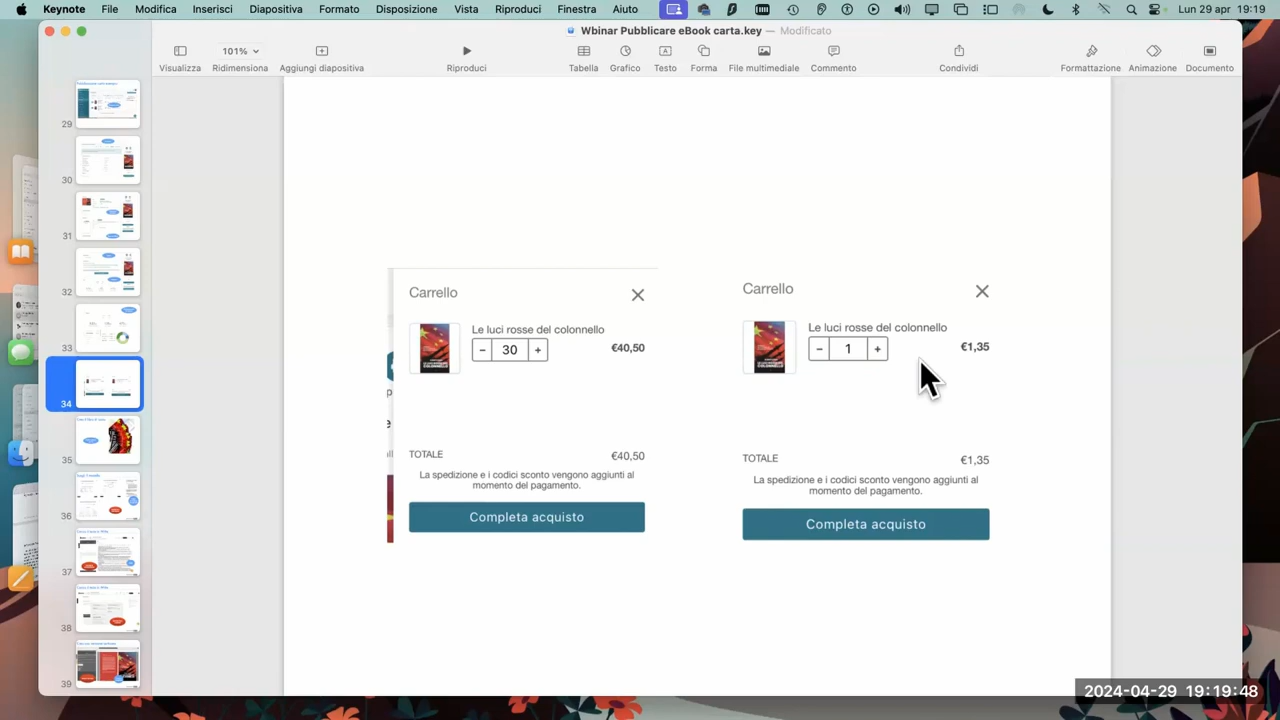 Keynote File Modifica Inserisci Diapositiva Formato Disposizione Vista Riproduci Finestra Aiuto Lun 29 apr 19:19
Wbinar Pubblicare eBook carta.key — Modificato
101%
Visualizza Ridimensiona Aggiungi diapositiva Riproduci Tabella Grafico Testo Forma File multimediale Commento Condividi Formattazione Animazione Documento
29
30
31
32
33
34
35
36
37
38
39
Carrello
Le luci rosse del colonnello
− 30 + €40,50
TOTALE €40,50
La spedizione e i codici sconto vengono aggiunti al
momento del pagamento.
Completa acquisto
Carrello
Le luci rosse del colonnello
− 1 + €1,35
TOTALE €1,35
La spedizione e i codici sconto vengono aggiunti al
momento del pagamento.
Completa acquisto
2024-04-29 19:19:48